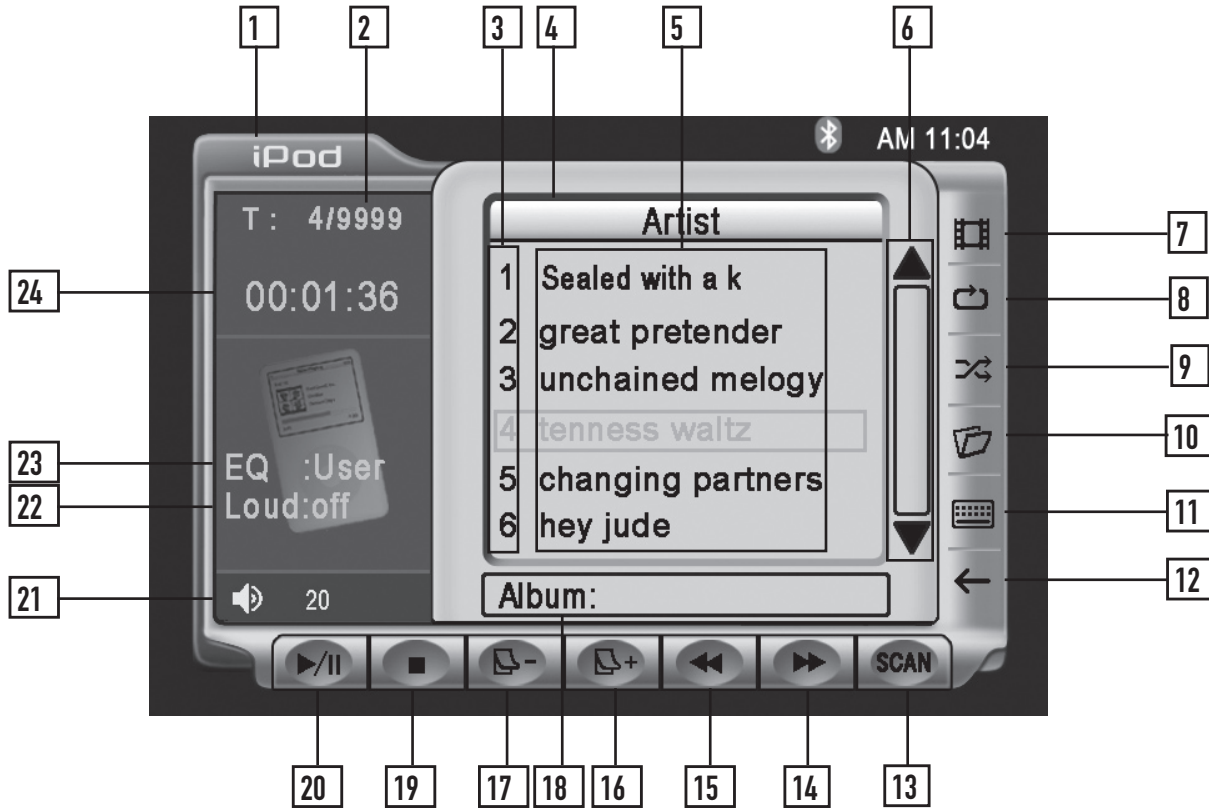 1 2 3 4 5 6
iPod
AM 11:04
T : 4/9999
00:01:36
EQ :User
Loud:off
20
Artist
1 Sealed with a k
2 great pretender
3 unchained melogy
4 tenness waltz
5 changing partners
6 hey jude
Album:
SCAN
7
8
9
10
11
12
24
23
22
21
20 19 17 18 16 15 14 13